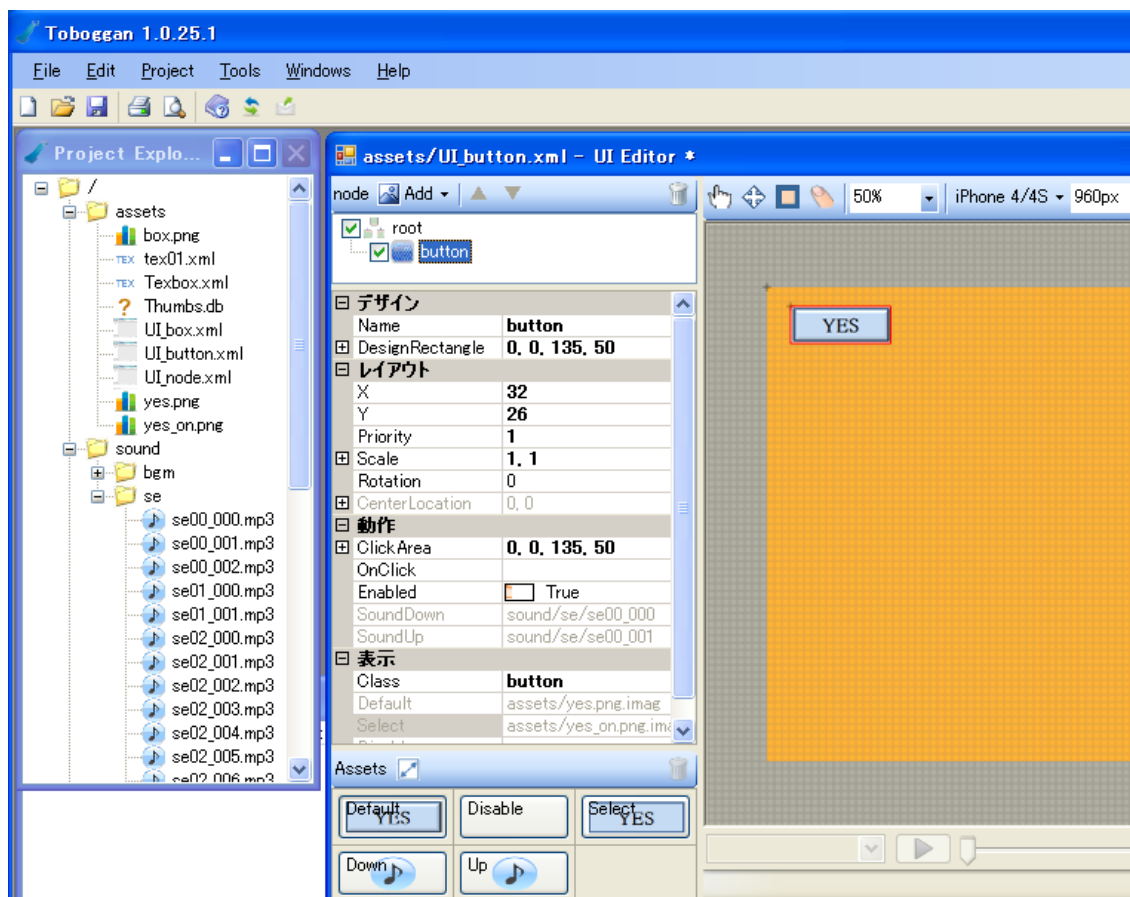 Toboggan 1.0.25.1
File Edit Project Tools Windows Help
Project Explo...
/
assets
box.png
TEX tex01.xml
TEX Texbox.xml
? Thumbs.db
UI_box.xml
UI_button.xml
UI_node.xml
yes.png
yes_on.png
sound
bgm
se
se00_000.mp3
se00_001.mp3
se00_002.mp3
se01_000.mp3
se01_001.mp3
se02_000.mp3
se02_001.mp3
se02_002.mp3
se02_003.mp3
se02_004.mp3
se02_005.mp3
se02_006.mp3
assets/UI_button.xml - UI Editor *
node Add
root
button
デザイン
Name button
DesignRectangle 0, 0, 135, 50
レイアウト
X 32
Y 26
Priority 1
Scale 1, 1
Rotation 0
CenterLocation 0, 0
動作
ClickArea 0, 0, 135, 50
OnClick
Enabled True
SoundDown sound/se/se00_000
SoundUp sound/se/se00_001
表示
Class button
Default assets/yes.png.imag
Select assets/yes_on.png.ima
Assets
Default YES
Disable
Select YES
Down
Up
50% iPhone 4/4S 960px
YES